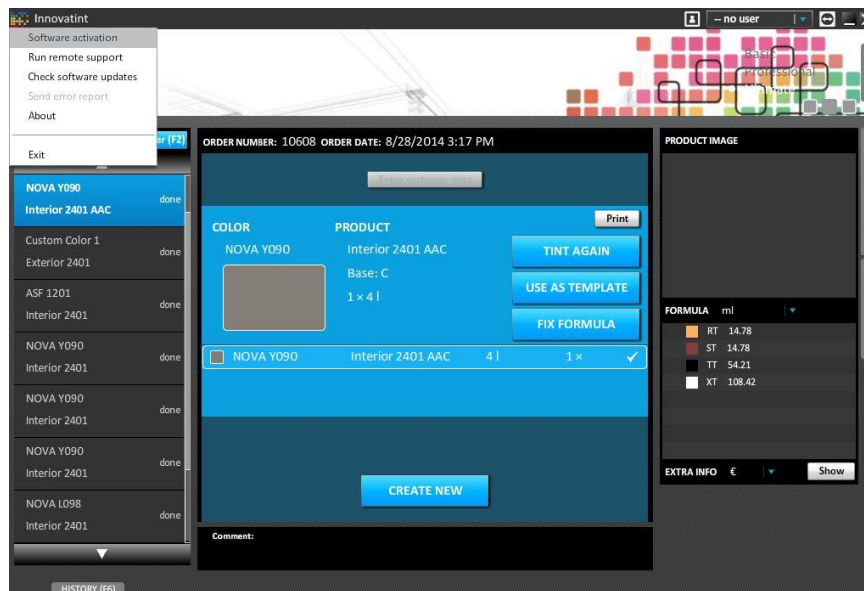 Innovatint
-- no user
Software activation
Run remote support
Check software updates
Send error report
About
Exit
Basic
Professional
er (F2)
NOVA Y090
Interior 2401 AAC
done
Custom Color 1
Exterior 2401
done
ASF 1201
Interior 2401
done
NOVA Y090
Interior 2401
done
NOVA Y090
Interior 2401
done
NOVA Y090
Interior 2401
done
NOVA L098
Interior 2401
done
HISTORY (F6)
ORDER NUMBER: 10608 ORDER DATE: 8/28/2014 3:17 PM
Enter customer data
Print
COLOR PRODUCT
NOVA Y090 Interior 2401 AAC
Base: C
1 × 4 l
TINT AGAIN
USE AS TEMPLATE
FIX FORMULA
NOVA Y090 Interior 2401 AAC 4 l 1 ×
CREATE NEW
Comment:
PRODUCT IMAGE
FORMULA ml
RT 14.78
ST 14.78
TT 54.21
XT 108.42
EXTRA INFO € Show